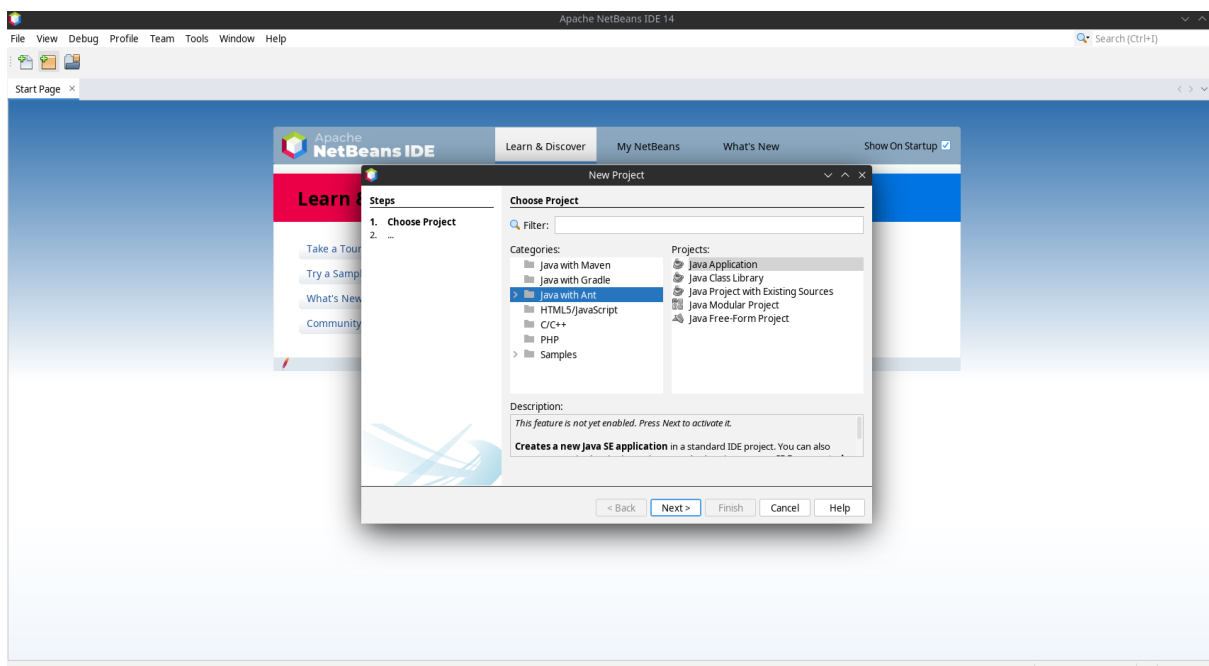 Apache NetBeans IDE 14
File View Debug Profile Team Tools Window Help
Search (Ctrl+I)
Start Page
Apache
NetBeans IDE
Learn & Discover
My NetBeans
What's New
Show On Startup
Learn &
Take a Tour
Try a Sampl
What's New
Community
New Project
Steps
1. Choose Project
2. ...
Choose Project
Filter:
Categories:
Java with Maven
Java with Gradle
Java with Ant
HTML5/JavaScript
C/C++
PHP
Samples
Projects:
Java Application
Java Class Library
Java Project with Existing Sources
Java Modular Project
Java Free-Form Project
Description:
This feature is not yet enabled. Press Next to activate it.
Creates a new Java SE application in a standard IDE project. You can also
< Back
Next >
Finish
Cancel
Help